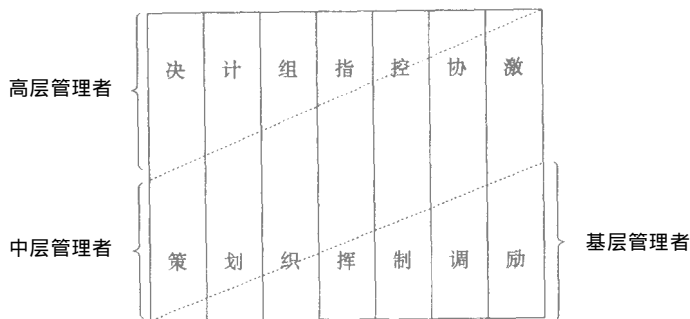 决 计 组 指 控 协 激
高层管理者
中层管理者
基层管理者
策 划 织 挥 制 调 励